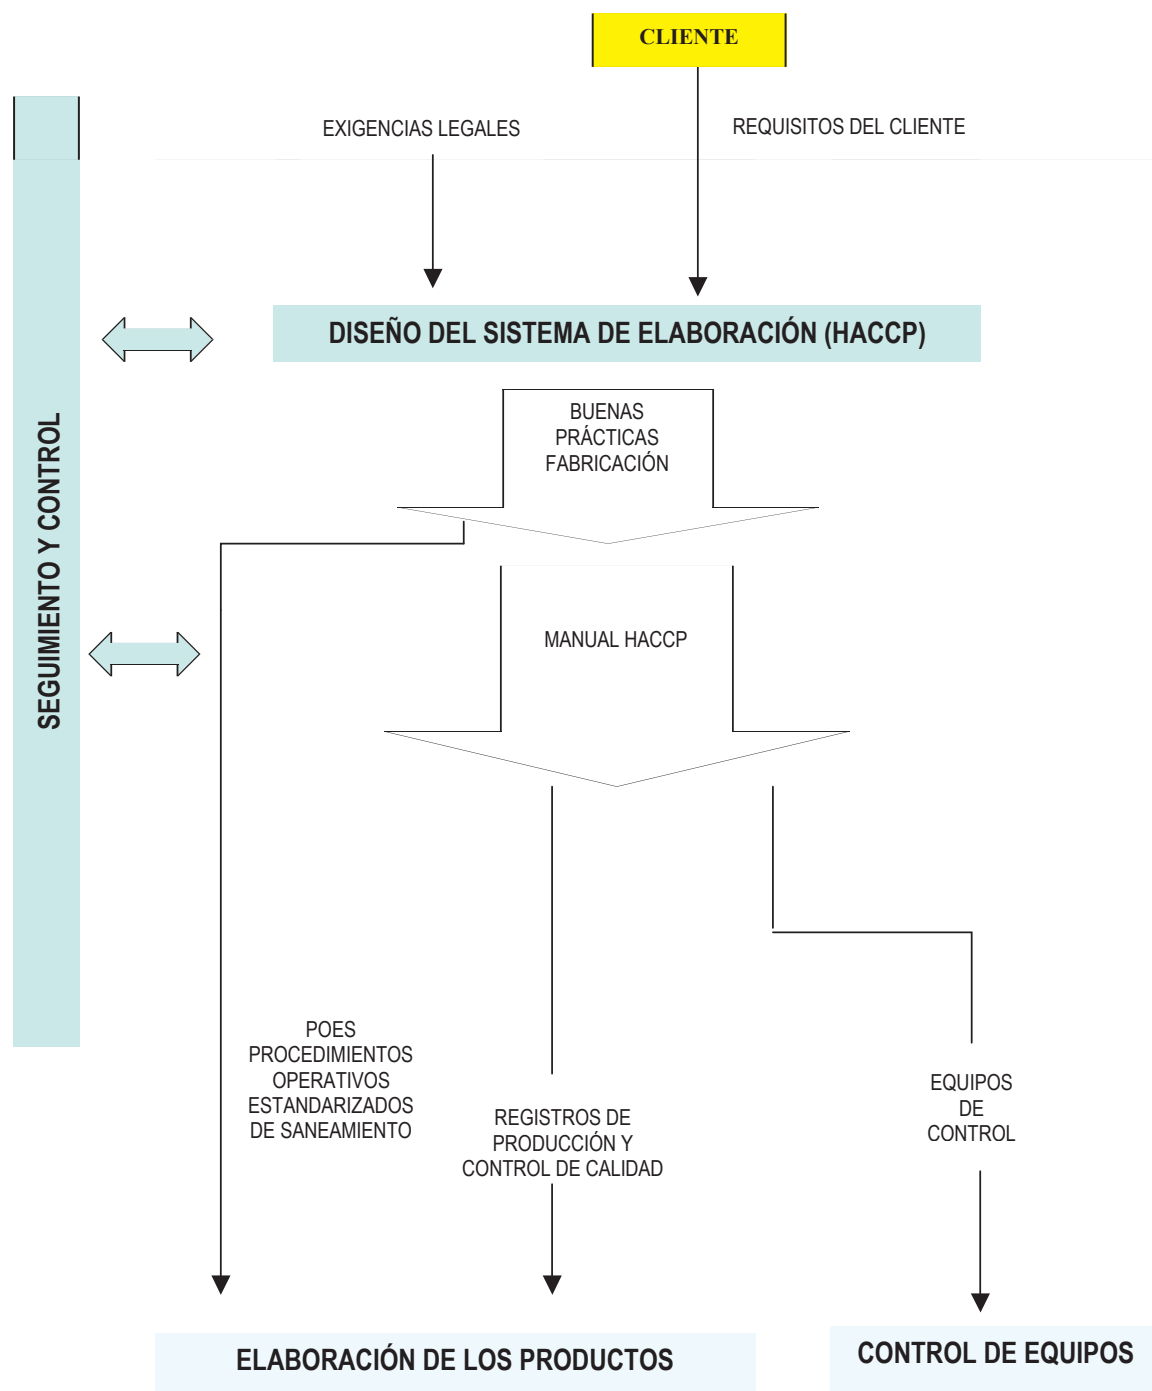 CLIENTE
EXIGENCIAS LEGALES
REQUISITOS DEL CLIENTE
DISEÑO DEL SISTEMA DE ELABORACIÓN (HACCP)
BUENAS
PRÁCTICAS
FABRICACIÓN
SEGUIMIENTO Y CONTROL
MANUAL HACCP
POES
PROCEDIMIENTOS
OPERATIVOS
ESTANDARIZADOS
DE SANEAMIENTO
REGISTROS DE
PRODUCCIÓN Y
CONTROL DE CALIDAD
EQUIPOS
DE
CONTROL
ELABORACIÓN DE LOS PRODUCTOS
CONTROL DE EQUIPOS